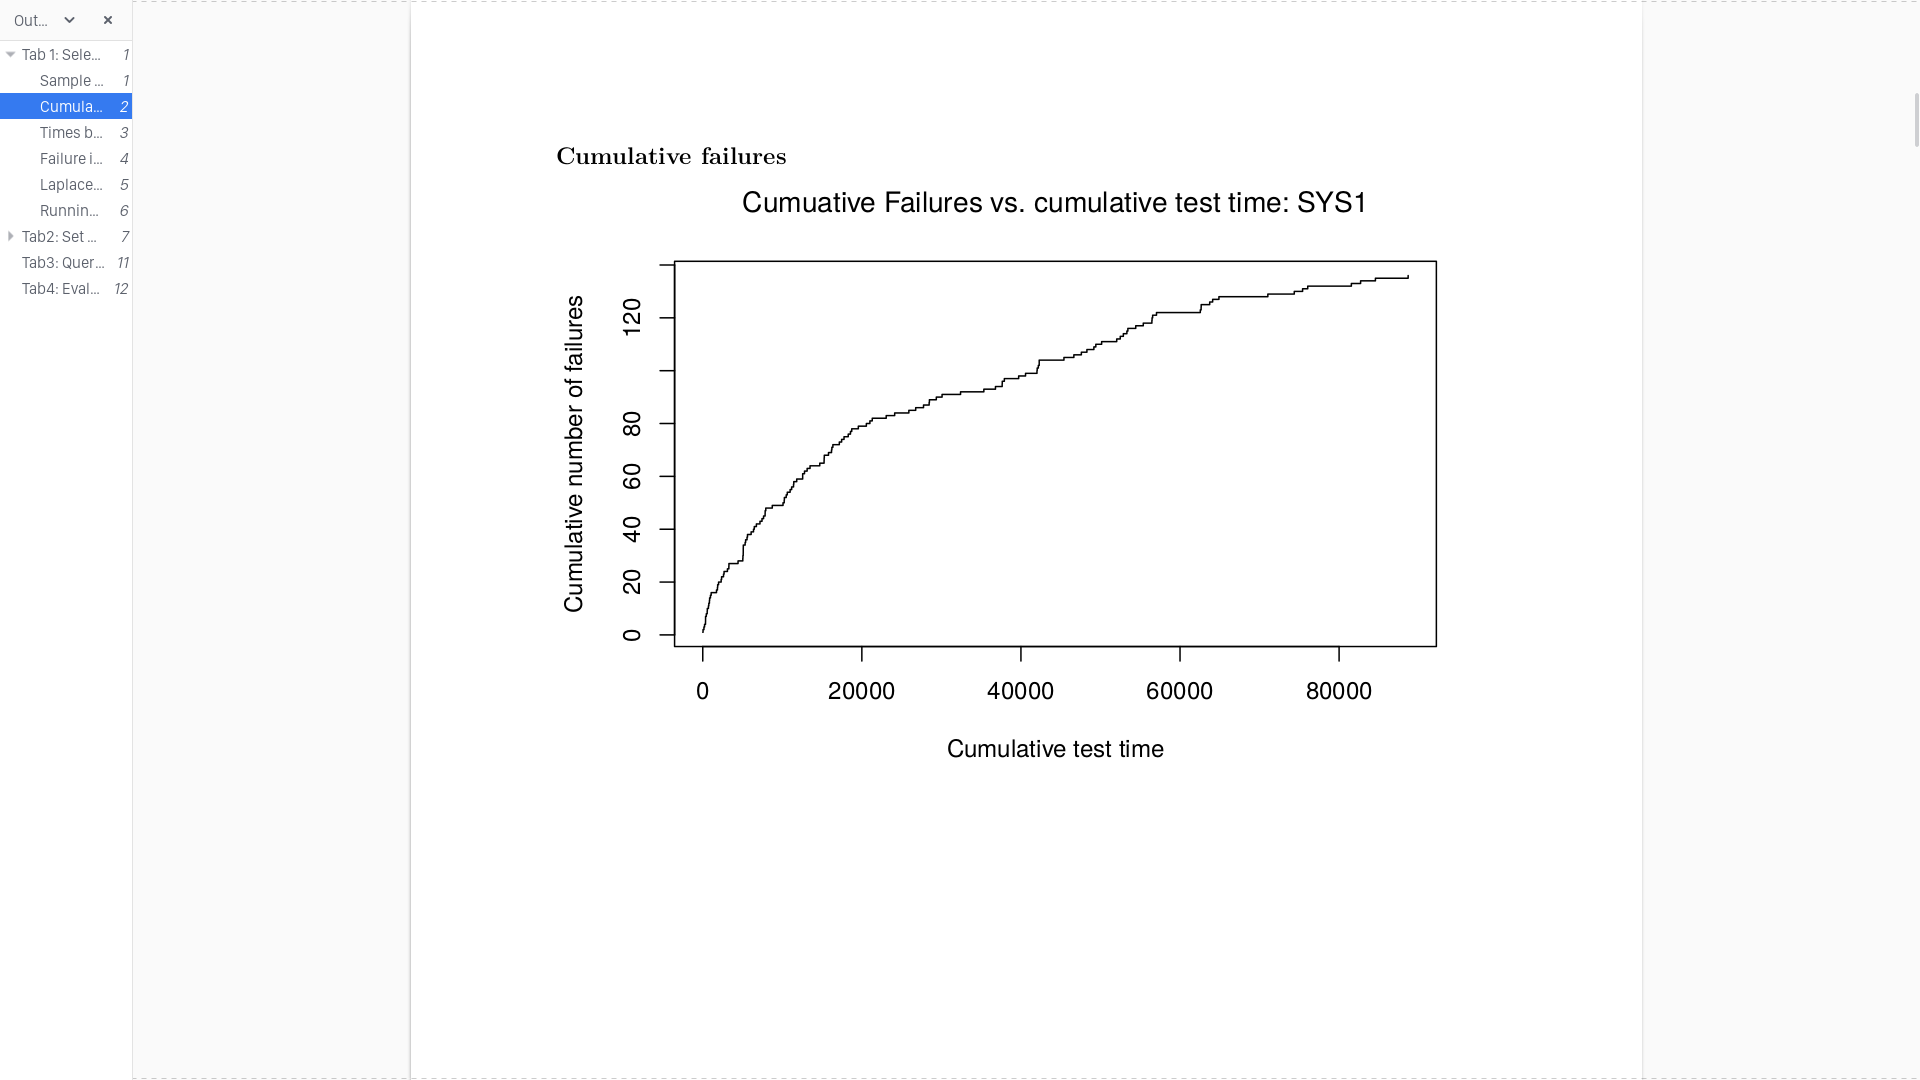 Out...
Tab 1: Sele... 1
Sample ... 1
Cumula... 2
Times b... 3
Failure i... 4
Laplace... 5
Runnin... 6
Tab2: Set ... 7
Tab3: Quer... 11
Tab4: Eval... 12
Cumulative failures
Cumuative Failures vs. cumulative test time: SYS1
Cumulative number of failures
120
80
60
40
20
0
0 20000 40000 60000 80000
Cumulative test time